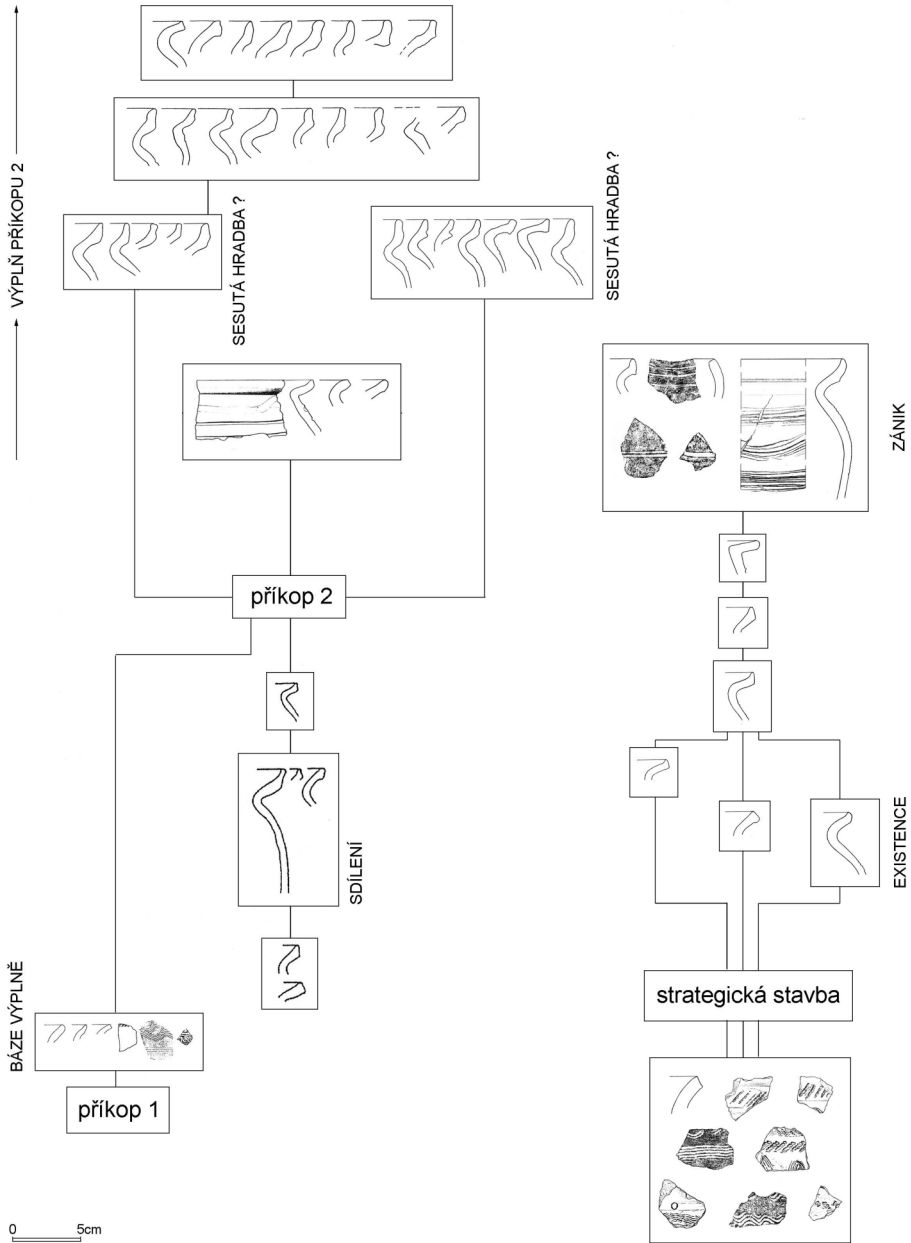 VÝPLŇ PŘÍKOPU 2
SESUTÁ HRADBA ?
SESUTÁ HRADBA ?
ZÁNIK
příkop 2
SDÍLENÍ
EXISTENCE
strategická stavba
BÁZE VÝPLNĚ
příkop 1
0 5cm